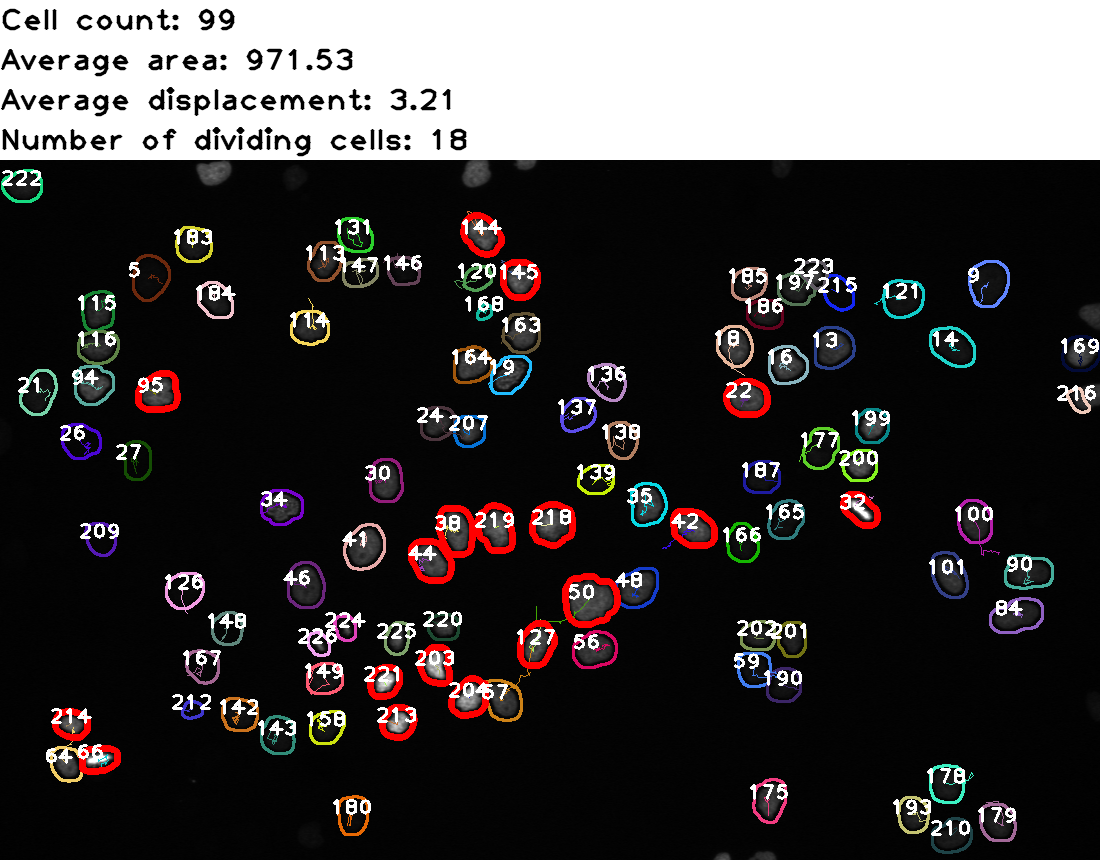 Cell count: 99
Average area: 971.53
Average displacement: 3.21
Number of dividing cells: 18
222
183 131 144
5 113 147 146 120 145 185 197 223 215 121 9
115 184 114 168 163 186
116 164 19 18 16 13 14 169
21 94 95 136 22 216
26 27 24 207 137 138 177 199
30 139 187 200
34 35 32
209 41 38 219 218 42 165 166 100
44
126 46 50 48 101 90
148 226 224 225 220 127 56 202 201 84
167 149 221 203 59 190
212 142 204 57
214 143 158 213
64 66
180 175 178
193 210 179